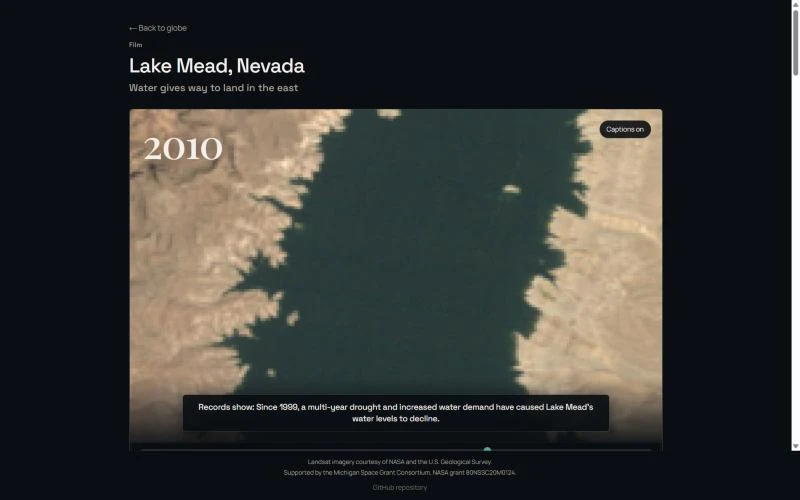 ← Back to globe
Film
Lake Mead, Nevada
Water gives way to land in the east
2010
Captions on
Records show: Since 1999, a multi-year drought and increased water demand have caused Lake Mead's
water levels to decline.
Landsat imagery courtesy of NASA and the U.S. Geological Survey.
Supported by the Michigan Space Grant Consortium, NASA grant 80NSSC20M0124.
GitHub repository